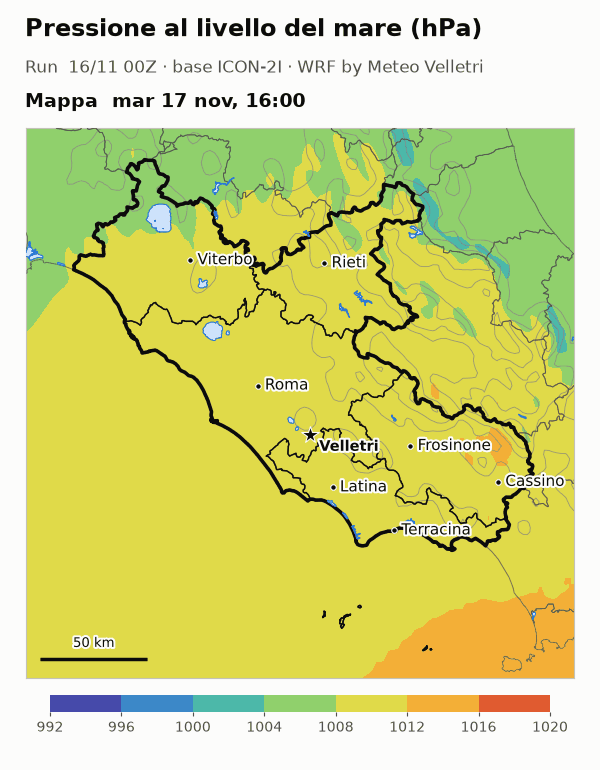 Pressione al livello del mare (hPa)
Run  16/11 00Z · base ICON-2I · WRF by Meteo Velletri
Mappa  mar 17 nov, 16:00
Viterbo
Rieti
Roma
Velletri
Frosinone
Cassino
Latina
Terracina
50 km
992 996 1000 1004 1008 1012 1016 1020